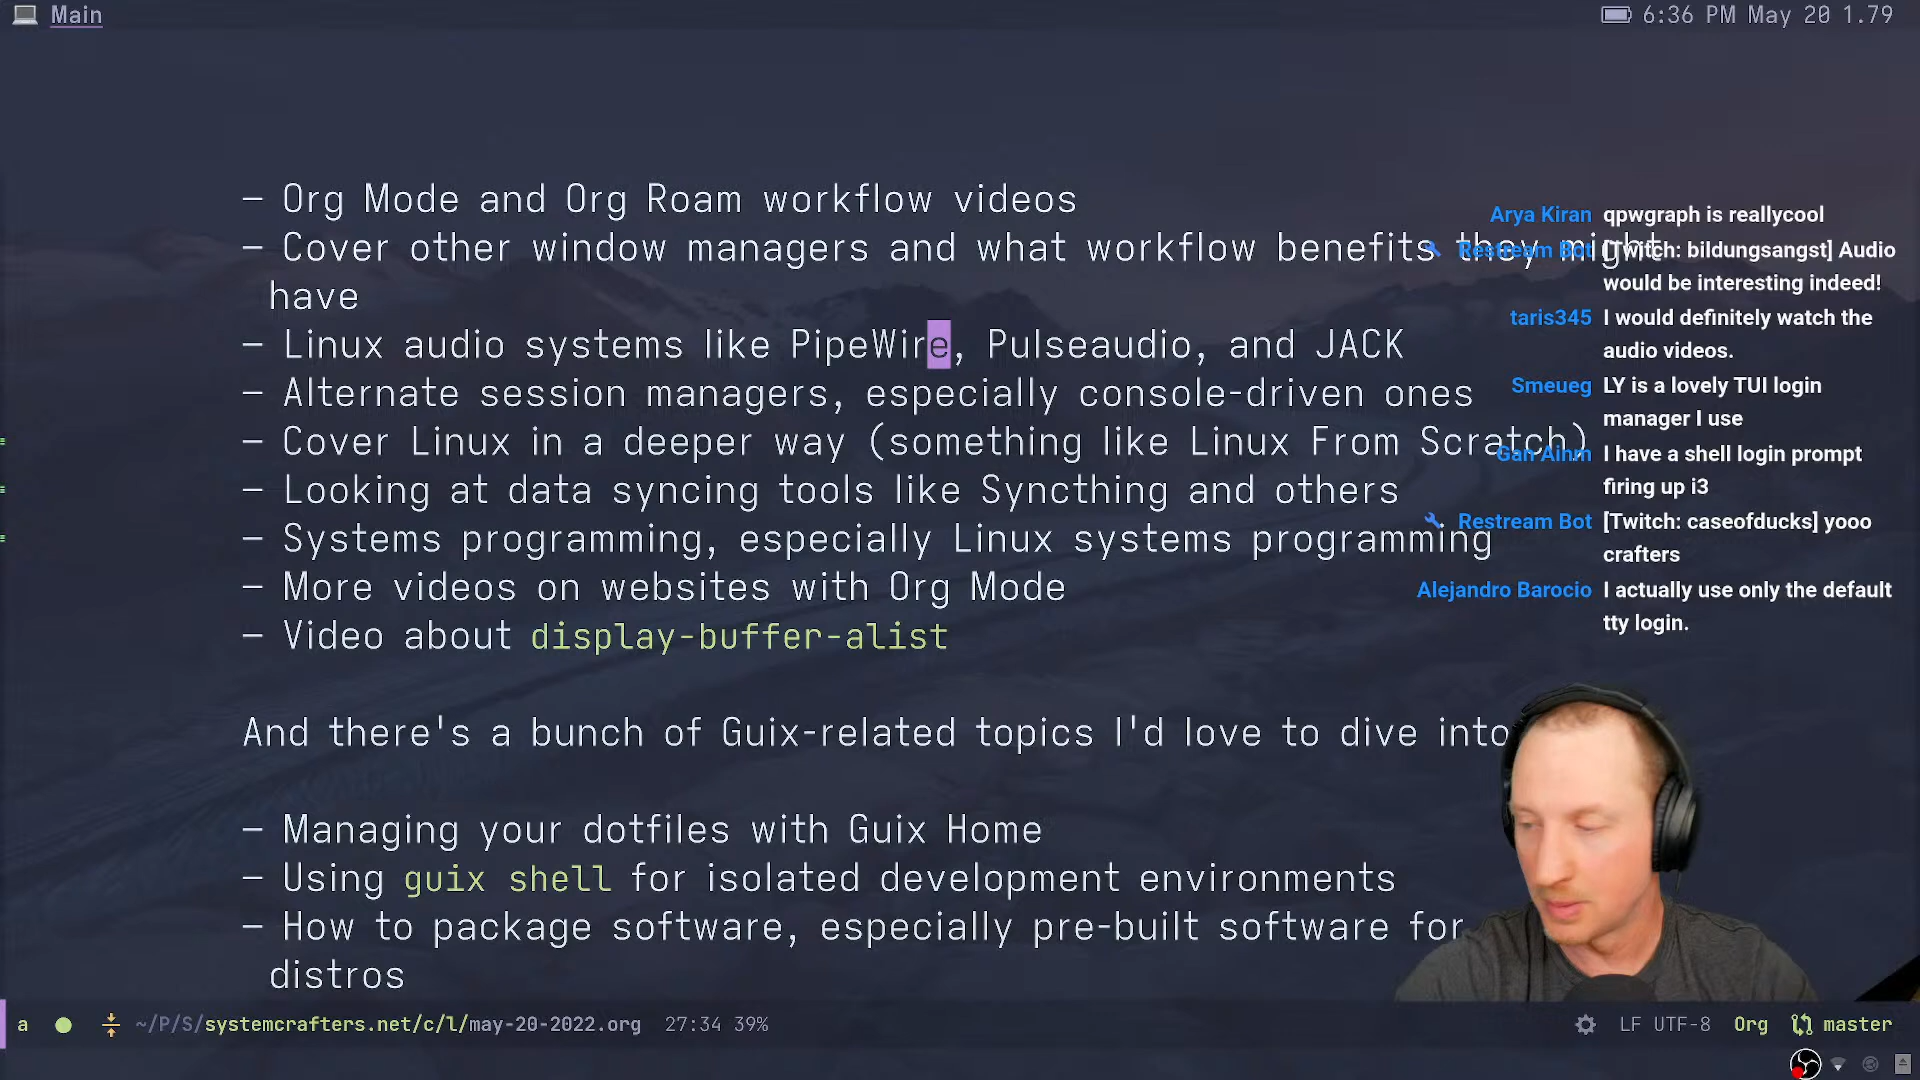 Main
6:36 PM May 20 1.79
- Org Mode and Org Roam workflow videos
- Cover other window managers and what workflow benefits they might
have
- Linux audio systems like PipeWire, Pulseaudio, and JACK
- Alternate session managers, especially console-driven ones
- Cover Linux in a deeper way (something like Linux From Scratch)
- Looking at data syncing tools like Syncthing and others
- Systems programming, especially Linux systems programming
- More videos on websites with Org Mode
- Video about display-buffer-alist
And there's a bunch of Guix-related topics I'd love to dive into
- Managing your dotfiles with Guix Home
- Using guix shell for isolated development environments
- How to package software, especially pre-built software for
distros
Arya Kiran qpwgraph is reallycool
Restream Bot [Twitch: bildungsangst] Audio
would be interesting indeed!
taris345 I would definitely watch the
audio videos.
Smeueg LY is a lovely TUI login
manager I use
Gan Ainm I have a shell login prompt
firing up i3
Restream Bot [Twitch: caseofducks] yooo
crafters
Alejandro Barocio I actually use only the default
tty login.
a ~/P/S/systemcrafters.net/c/l/may-20-2022.org 27:34 39% LF UTF-8 Org master